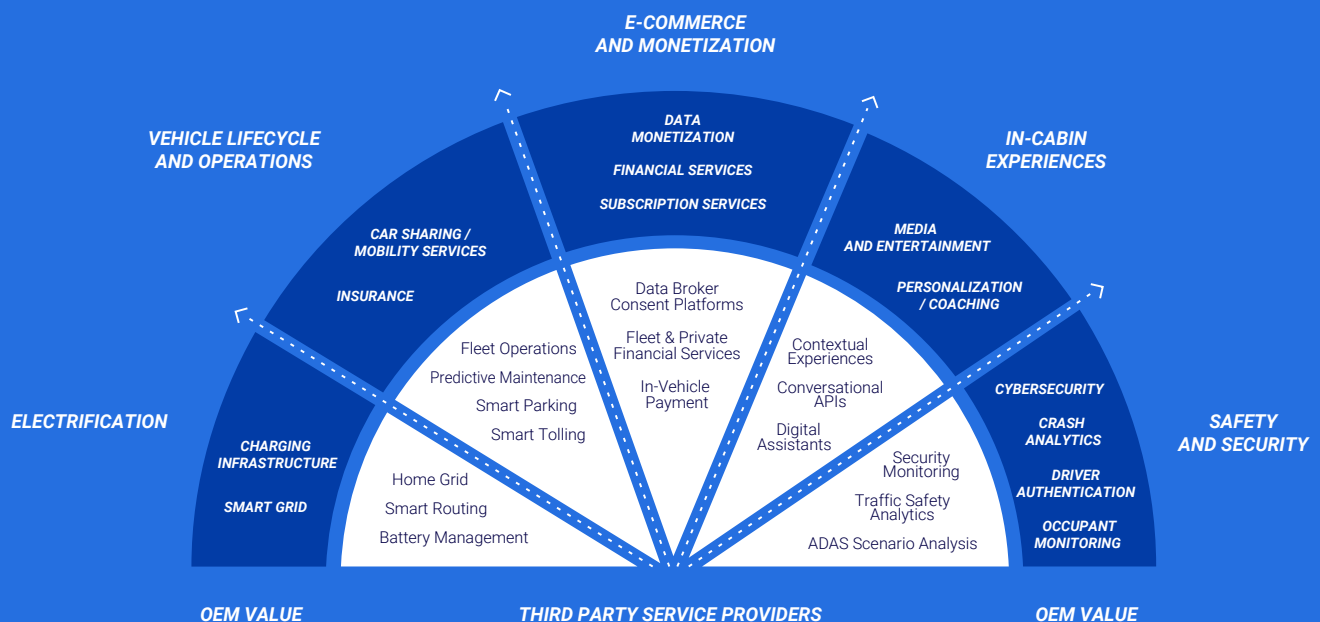 E-COMMERCE
AND MONETIZATION
VEHICLE LIFECYCLE
AND OPERATIONS
IN-CABIN
EXPERIENCES
ELECTRIFICATION
SAFETY
AND SECURITY
DATA
MONETIZATION
FINANCIAL SERVICES
SUBSCRIPTION SERVICES
CAR SHARING /
MOBILITY SERVICES
INSURANCE
MEDIA
AND ENTERTAINMENT
PERSONALIZATION
/ COACHING
CHARGING
INFRASTRUCTURE
SMART GRID
CYBERSECURITY
CRASH
ANALYTICS
DRIVER
AUTHENTICATION
OCCUPANT
MONITORING
Data Broker
Consent Platforms
Fleet & Private
Financial Services
In-Vehicle
Payment
Fleet Operations
Predictive Maintenance
Smart Parking
Smart Tolling
Contextual
Experiences
Conversational
APIs
Digital
Assistants
Home Grid
Smart Routing
Battery Management
Security
Monitoring
Traffic Safety
Analytics
ADAS Scenario Analysis
OEM VALUE
THIRD PARTY SERVICE PROVIDERS
OEM VALUE